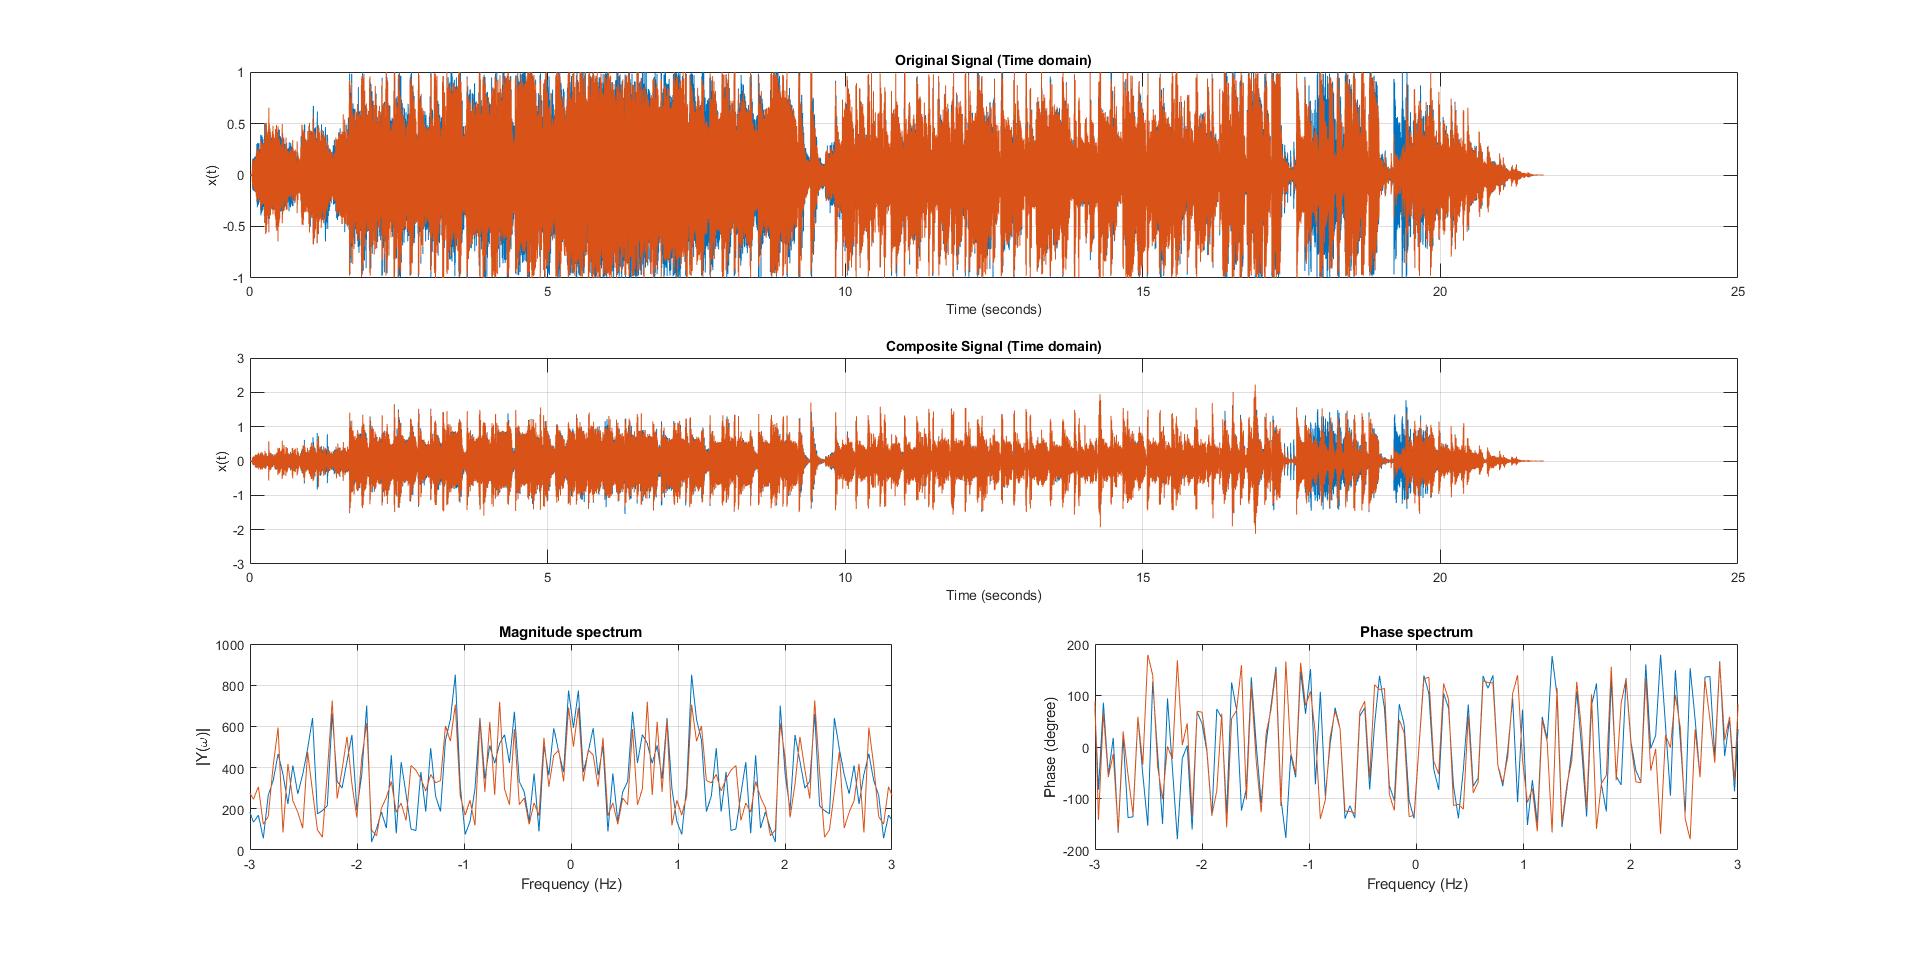 Original Signal (Time domain)
1
0.5
0
-0.5
-1
x(t)
0 5 10 15 20 25
Time (seconds)
Composite Signal (Time domain)
3
2
1
0
-1
-2
-3
x(t)
0 5 10 15 20 25
Time (seconds)
Magnitude spectrum
1000
800
600
400
200
0
|Y(ω)|
-3 -2 -1 0 1 2 3
Frequency (Hz)
Phase spectrum
200
100
0
-100
-200
Phase (degree)
-3 -2 -1 0 1 2 3
Frequency (Hz)